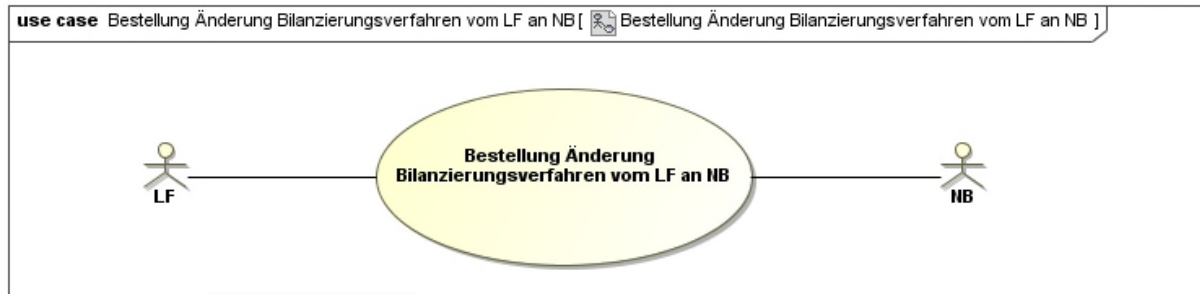 use case Bestellung Änderung Bilanzierungsverfahren vom LF an NB [ Bestellung Änderung Bilanzierungsverfahren vom LF an NB ]
Bestellung Änderung
Bilanzierungsverfahren vom LF an NB
LF
NB